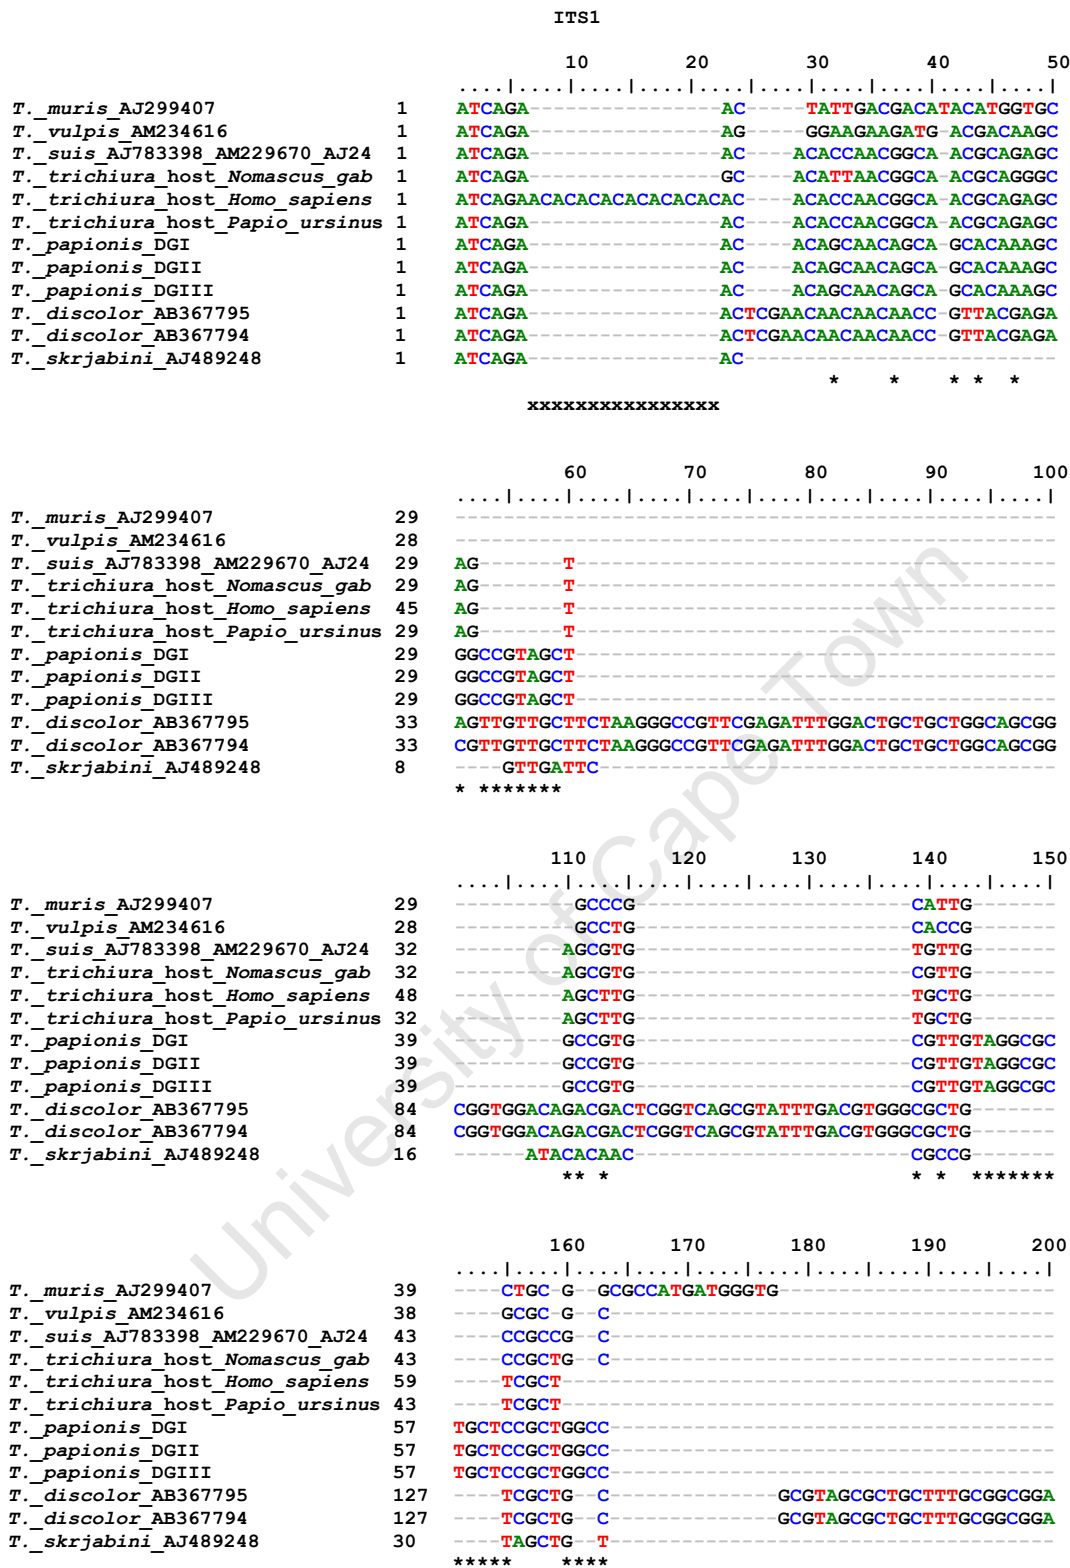 ITS1
10 20 30 40 50
....|....|....|....|....|....|....|....|....|....|
T._muris_AJ299407 1 ATCAGA----------------AC-----TATTGACGACATACATGGTGC
T._vulpis_AM234616 1 ATCAGA----------------AG-----GGAAGAAGATG-ACGACAAGC
T._suis_AJ783398_AM229670_AJ24 1 ATCAGA----------------AC----ACACCAACGGCA-ACGCAGAGC
T._trichiura_host_Nomascus_gab 1 ATCAGA----------------GC----ACATTAACGGCA-ACGCAGGGC
T._trichiura_host_Homo_sapiens 1 ATCAGAACACACACACACACACAC----ACACCAACGGCA-ACGCAGAGC
T._trichiura_host_Papio_ursinus 1 ATCAGA----------------AC----ACACCAACGGCA-ACGCAGAGC
T._papionis_DGI 1 ATCAGA----------------AC----ACAGCAACAGCA-GCACAAAGC
T._papionis_DGII 1 ATCAGA----------------AC----ACAGCAACAGCA-GCACAAAGC
T._papionis_DGIII 1 ATCAGA----------------AC----ACAGCAACAGCA-GCACAAAGC
T._discolor_AB367795 1 ATCAGA----------------ACTCGAACAACAACAACC-GTTACGAGA
T._discolor_AB367794 1 ATCAGA----------------ACTCGAACAACAACAACC-GTTACGAGA
T._skrjabini_AJ489248 1 ATCAGA----------------AC--------------------------
* * * * *
xxxxxxxxxxxxxxxx
60 70 80 90 100
....|....|....|....|....|....|....|....|....|....|
T._muris_AJ299407 29 --------------------------------------------------
T._vulpis_AM234616 28 --------------------------------------------------
T._suis_AJ783398_AM229670_AJ24 29 AG-------T----------------------------------------
T._trichiura_host_Nomascus_gab 29 AG-------T----------------------------------------
T._trichiura_host_Homo_sapiens 45 AG-------T----------------------------------------
T._trichiura_host_Papio_ursinus 29 AG-------T----------------------------------------
T._papionis_DGI 29 GGCCGTAGCT----------------------------------------
T._papionis_DGII 29 GGCCGTAGCT----------------------------------------
T._papionis_DGIII 29 GGCCGTAGCT----------------------------------------
T._discolor_AB367795 33 AGTTGTTGCTTCTAAGGGCCGTTCGAGATTTGGACTGCTGCTGGCAGCGG
T._discolor_AB367794 33 CGTTGTTGCTTCTAAGGGCCGTTCGAGATTTGGACTGCTGCTGGCAGCGG
T._skrjabini_AJ489248 8 ----GTTGATTC--------------------------------------
* *******
110 120 130 140 150
....|....|....|....|....|....|....|....|....|....|
T._muris_AJ299407 29 ----------GCCCG-----------------------CATTG-------
T._vulpis_AM234616 28 ----------GCCTG-----------------------CACCG-------
T._suis_AJ783398_AM229670_AJ24 32 ---------AGCGTG-----------------------TGTTG-------
T._trichiura_host_Nomascus_gab 32 ---------AGCGTG-----------------------CGTTG-------
T._trichiura_host_Homo_sapiens 48 ---------AGCTTG-----------------------TGCTG-------
T._trichiura_host_Papio_ursinus 32 ---------AGCTTG-----------------------TGCTG-------
T._papionis_DGI 39 ---------GCCGTG-----------------------CGTTGTAGGCGC
T._papionis_DGII 39 ---------GCCGTG-----------------------CGTTGTAGGCGC
T._papionis_DGIII 39 ---------GCCGTG-----------------------CGTTGTAGGCGC
T._discolor_AB367795 84 CGGTGGACAGACGACTCGGTCAGCGTATTTGACGTGGGCGCTG-------
T._discolor_AB367794 84 CGGTGGACAGACGACTCGGTCAGCGTATTTGACGTGGGCGCTG-------
T._skrjabini_AJ489248 16 ------ATACACAAC-----------------------CGCCG-------
** * * * *******
160 170 180 190 200
....|....|....|....|....|....|....|....|....|....|
T._muris_AJ299407 39 ----CTGC-G--GCGCCATGATGGGTG-----------------------
T._vulpis_AM234616 38 ----GCGC-G--C-------------------------------------
T._suis_AJ783398_AM229670_AJ24 43 ----CCGCCG--C-------------------------------------
T._trichiura_host_Nomascus_gab 43 ----CCGCTG--C-------------------------------------
T._trichiura_host_Homo_sapiens 59 ----TCGCT-----------------------------------------
T._trichiura_host_Papio_ursinus 43 ----TCGCT-----------------------------------------
T._papionis_DGI 57 TGCTCCGCTGGCC-------------------------------------
T._papionis_DGII 57 TGCTCCGCTGGCC-------------------------------------
T._papionis_DGIII 57 TGCTCCGCTGGCC-------------------------------------
T._discolor_AB367795 127 ----TCGCTG--C--------------GCGTAGCGCTGCTTTGCGGCGGA
T._discolor_AB367794 127 ----TCGCTG--C--------------GCGTAGCGCTGCTTTGCGGCGGA
T._skrjabini_AJ489248 30 ----TAGCTG--T-------------------------------------
***** ****
University of Cape Town